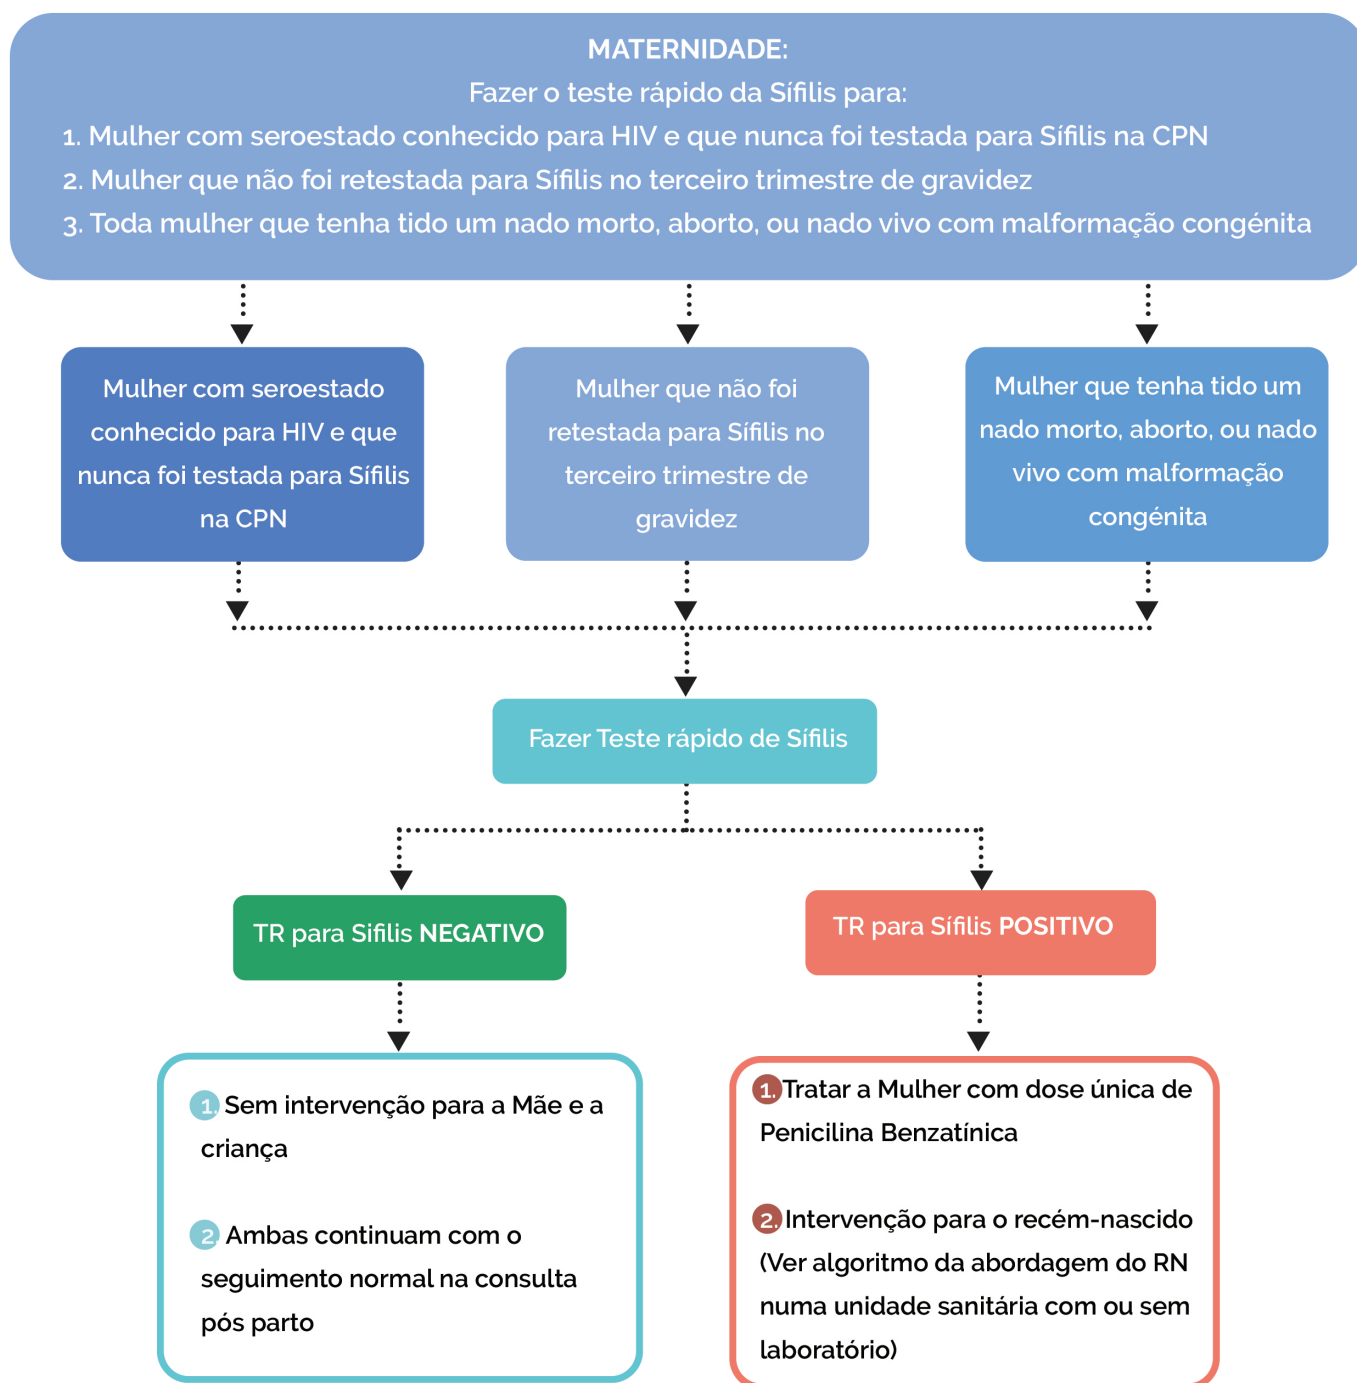 MATERNIDADE:
Fazer o teste rápido da Sífilis para:
1. Mulher com seroestado conhecido para HIV e que nunca foi testada para Sífilis na CPN
2. Mulher que não foi retestada para Sífilis no terceiro trimestre de gravidez
3. Toda mulher que tenha tido um nado morto, aborto, ou nado vivo com malformação congénita
Mulher com seroestado
conhecido para HIV e que
nunca foi testada para Sífilis
na CPN
Mulher que não foi
retestada para Sífilis no
terceiro trimestre de
gravidez
Mulher que tenha tido um
nado morto, aborto, ou nado
vivo com malformação
congénita
Fazer Teste rápido de Sífilis
TR para Sifilis NEGATIVO
TR para Sífilis POSITIVO
1. Sem intervenção para a Mãe e a
criança
2. Ambas continuam com o
seguimento normal na consulta
pós parto
1. Tratar a Mulher com dose única de
Penicilina Benzatínica
2. Intervenção para o recém-nascido
(Ver algoritmo da abordagem do RN
numa unidade sanitária com ou sem
laboratório)